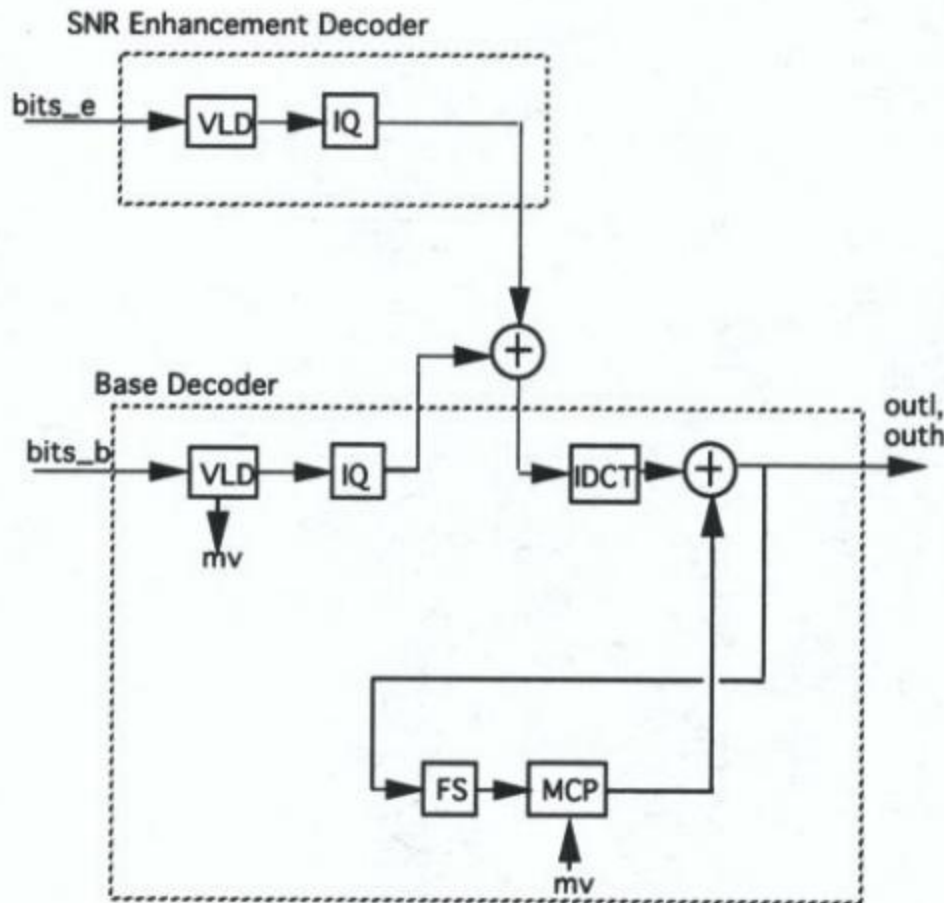 SNR Enhancement Decoder
bits_e
VLD
IQ
+
Base Decoder
bits_b
VLD
IQ
IDCT
+
outl,
outh
mv
FS
MCP
mv